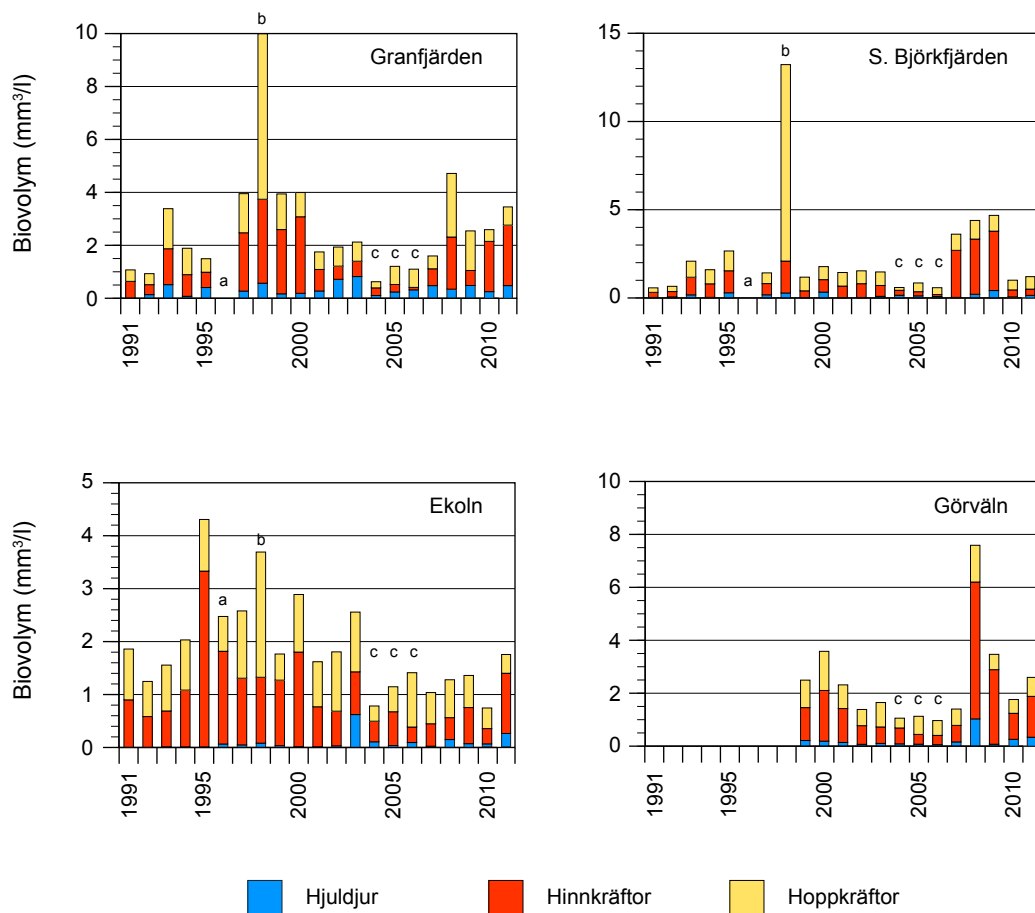 Granfjärden
Biovolym (mm³/l)
10
8
6
4
2
0
b
a
c c c
1991
1995
2000
2005
2010
S. Björkfjärden
15
10
5
0
b
a
c c c
1991
1995
2000
2005
2010
Ekoln
Biovolym (mm³/l)
5
4
3
2
1
0
a
b
c c c
1991
1995
2000
2005
2010
Görväln
10
8
6
4
2
0
c c c
1991
1995
2000
2005
2010
Hjuldjur Hinnkräftor Hoppkräftor